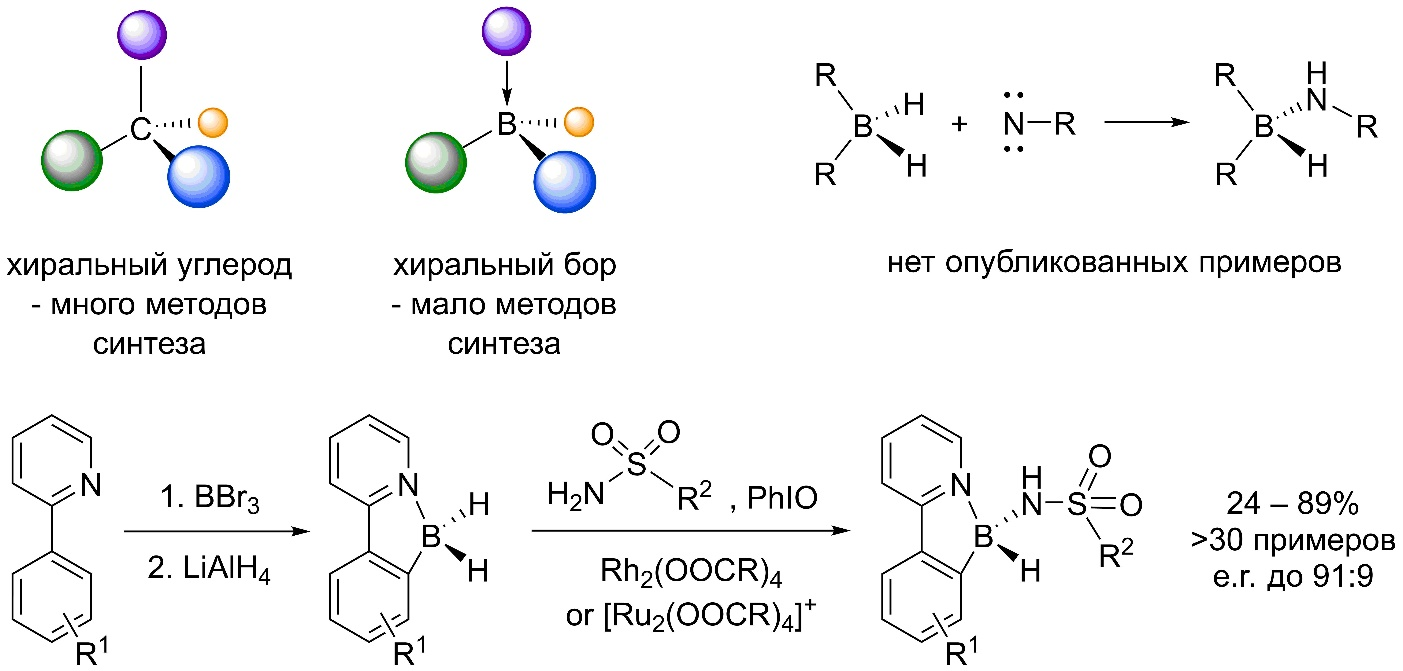 C
B
R
R
B
H
H
+
N–R
R
R
B
H
N
R
H
хиральный углерод
- много методов
синтеза
хиральный бор
- мало методов
синтеза
нет опубликованных примеров
N
R¹
1. BBr₃
2. LiAlH₄
N
B
H
H
R¹
O
O
S
H₂N
R² , PhIO
Rh₂(OOCR)₄
or [Ru₂(OOCR)₄]⁺
N
B
H
N
H
S
O
O
R²
R¹
24 – 89%
>30 примеров
e.r. до 91:9